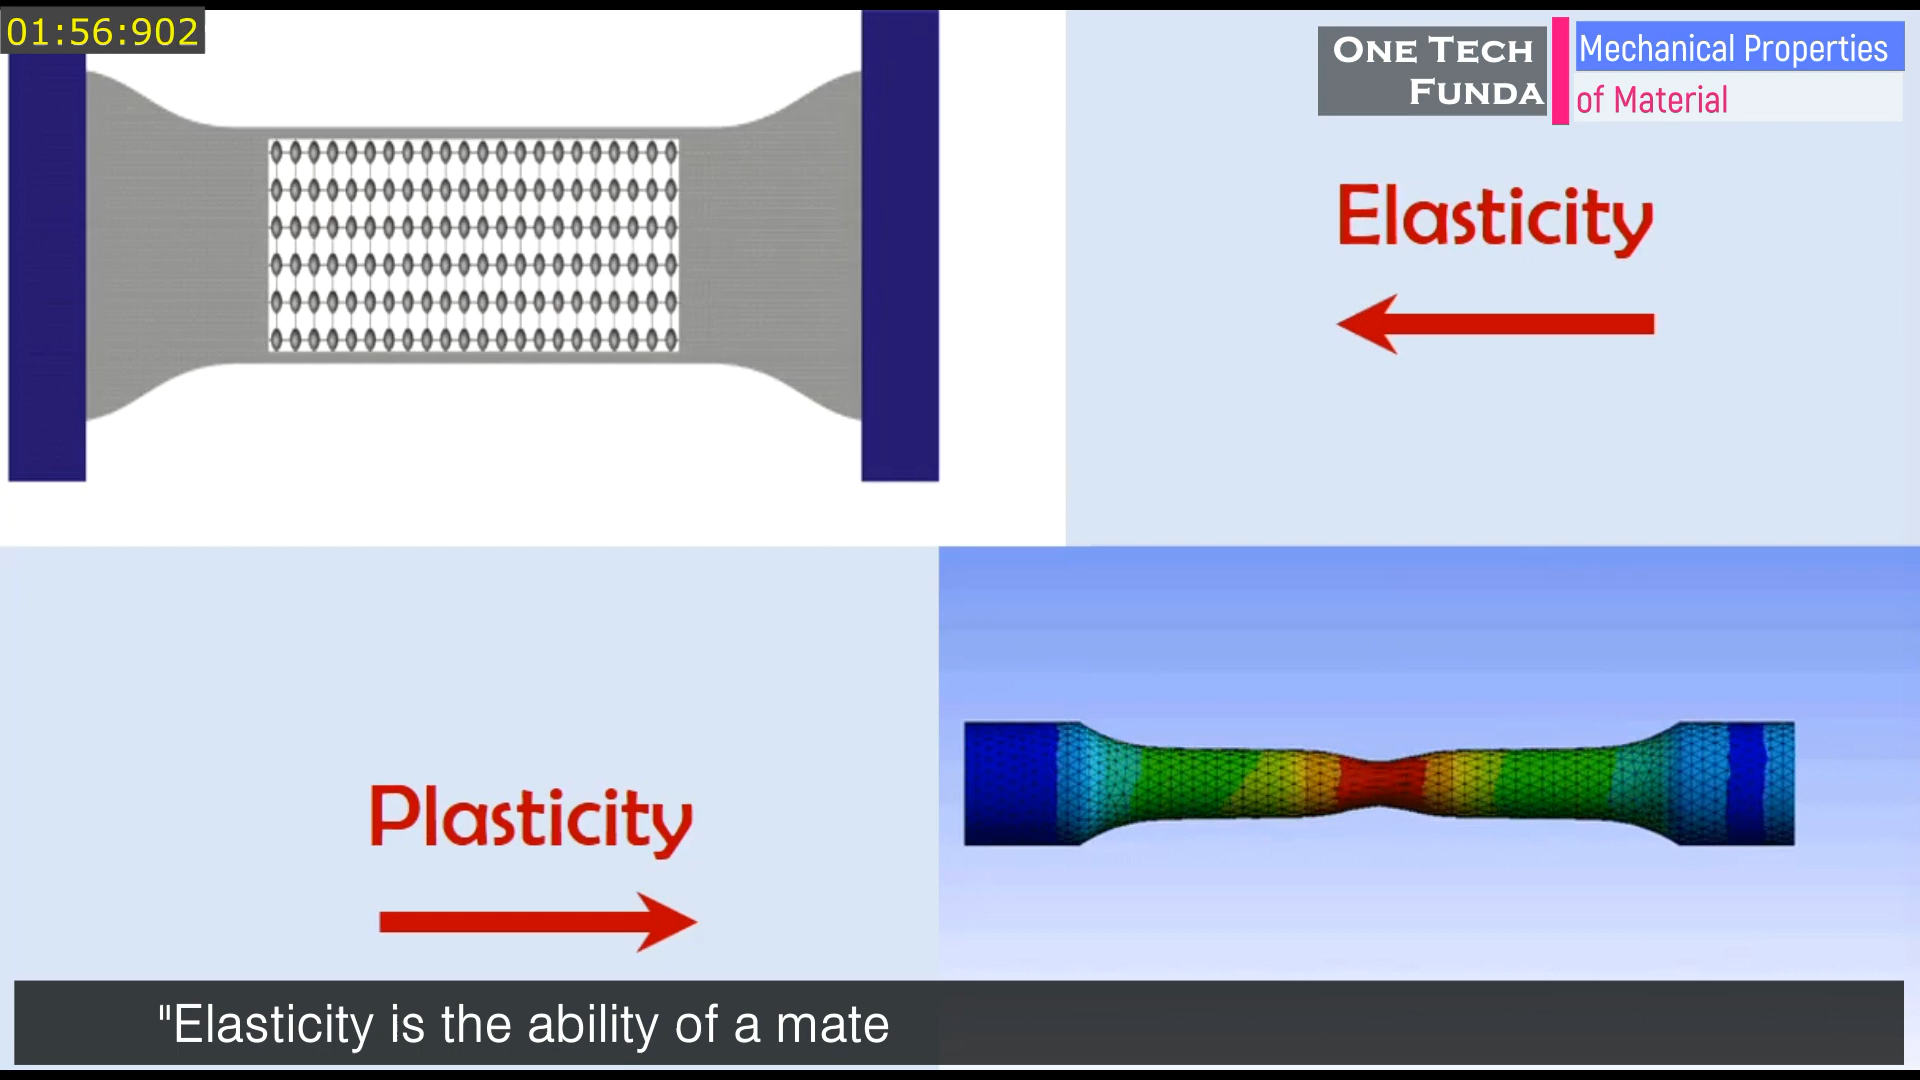 01:56:902
ONE TECH
FUNDA
Mechanical Properties
of Material
Elasticity
Plasticity
"Elasticity is the ability of a mate